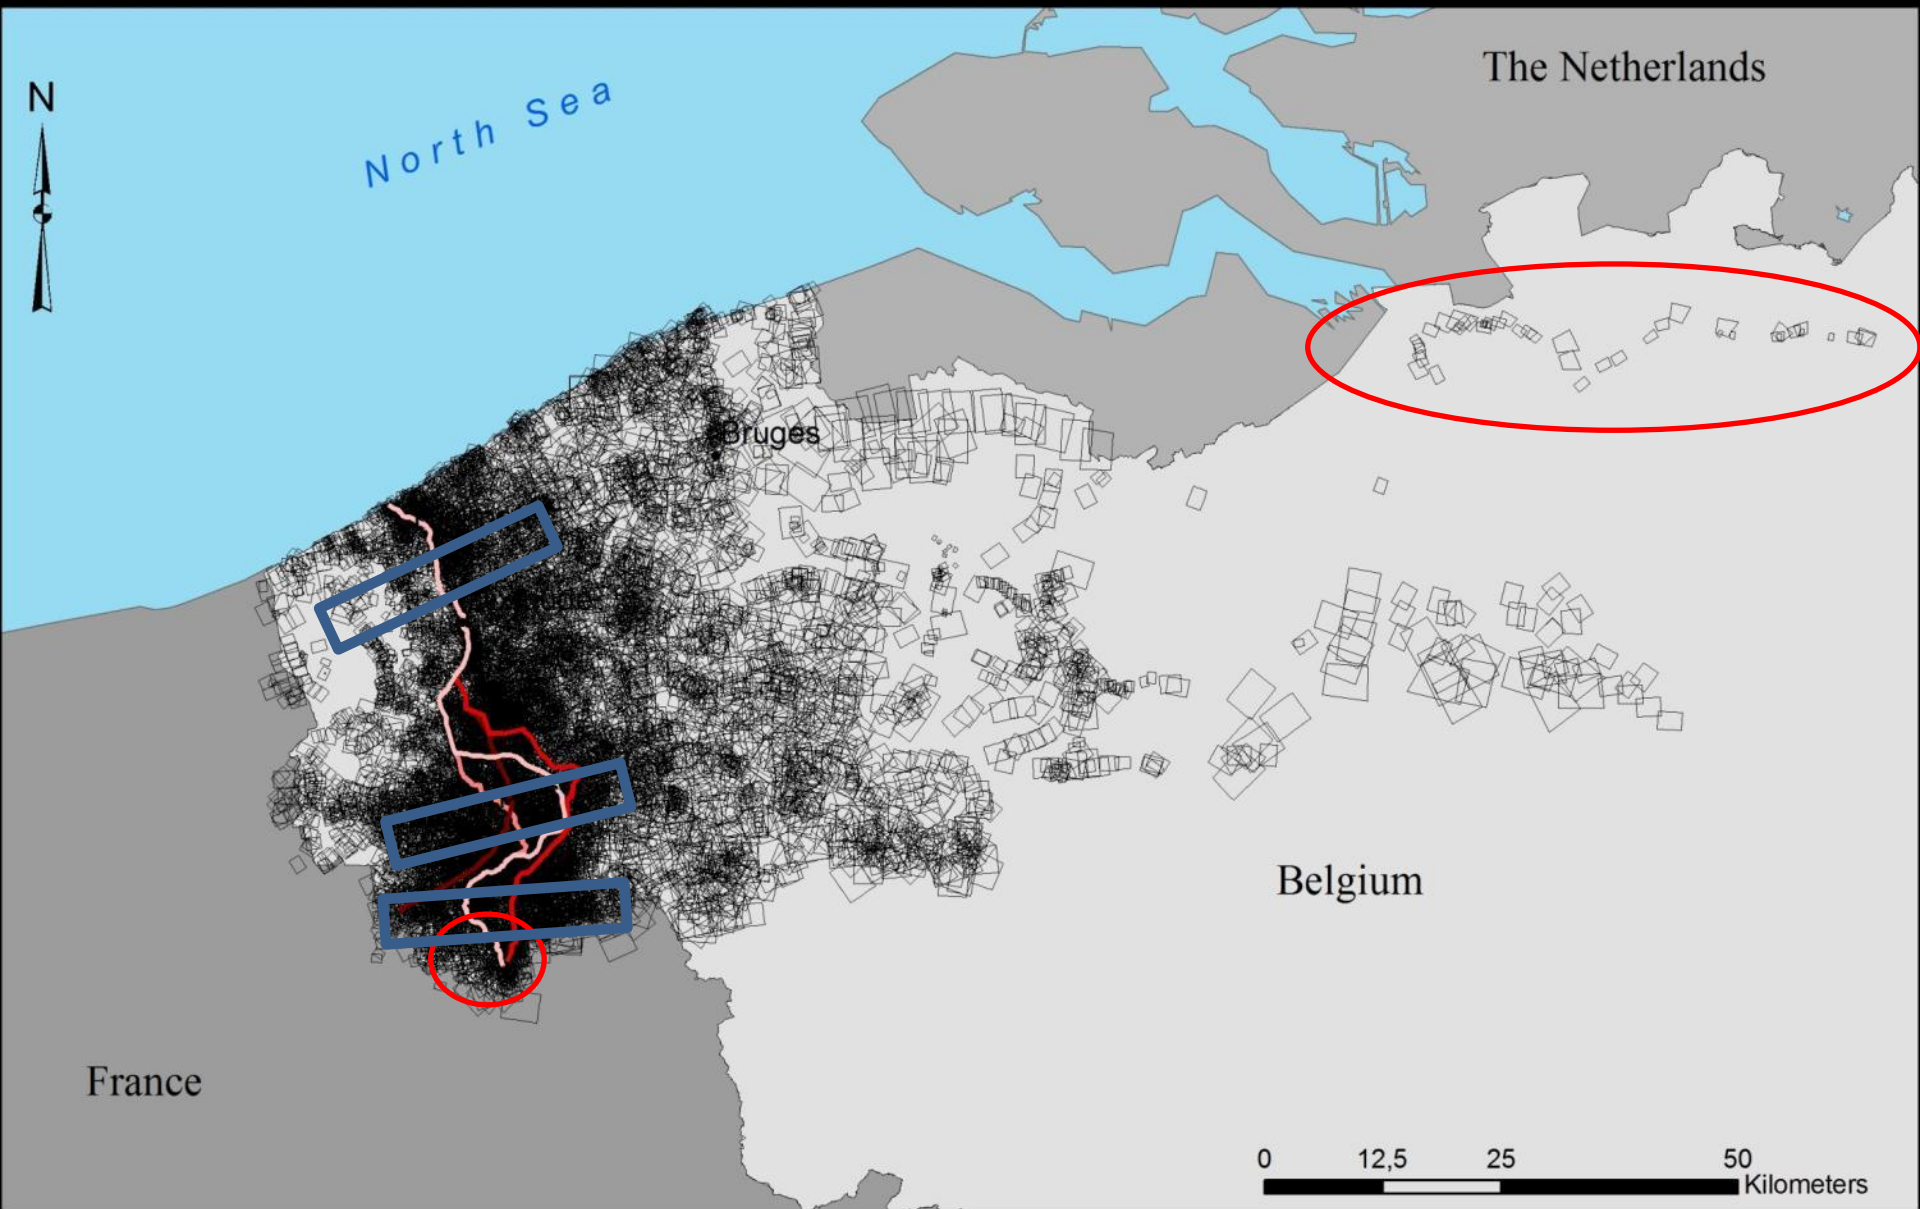 The Netherlands
N
North Sea
Bruges
Belgium
France
0 12,5 25 50
Kilometers